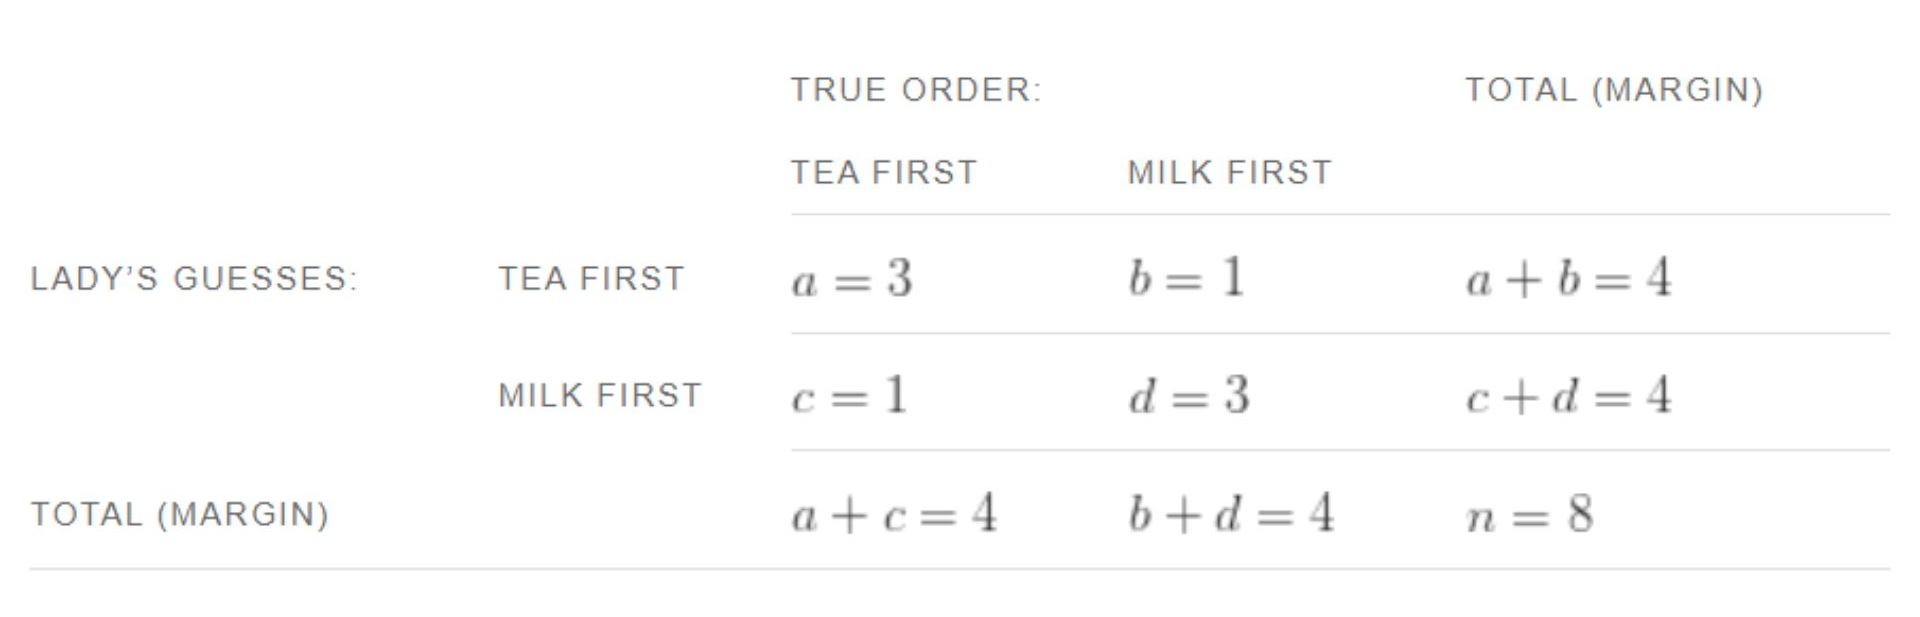 TRUE ORDER: TOTAL (MARGIN)
TEA FIRST MILK FIRST
LADY’S GUESSES: TEA FIRST a = 3 b = 1 a + b = 4
MILK FIRST c = 1 d = 3 c + d = 4
TOTAL (MARGIN) a + c = 4 b + d = 4 n = 8